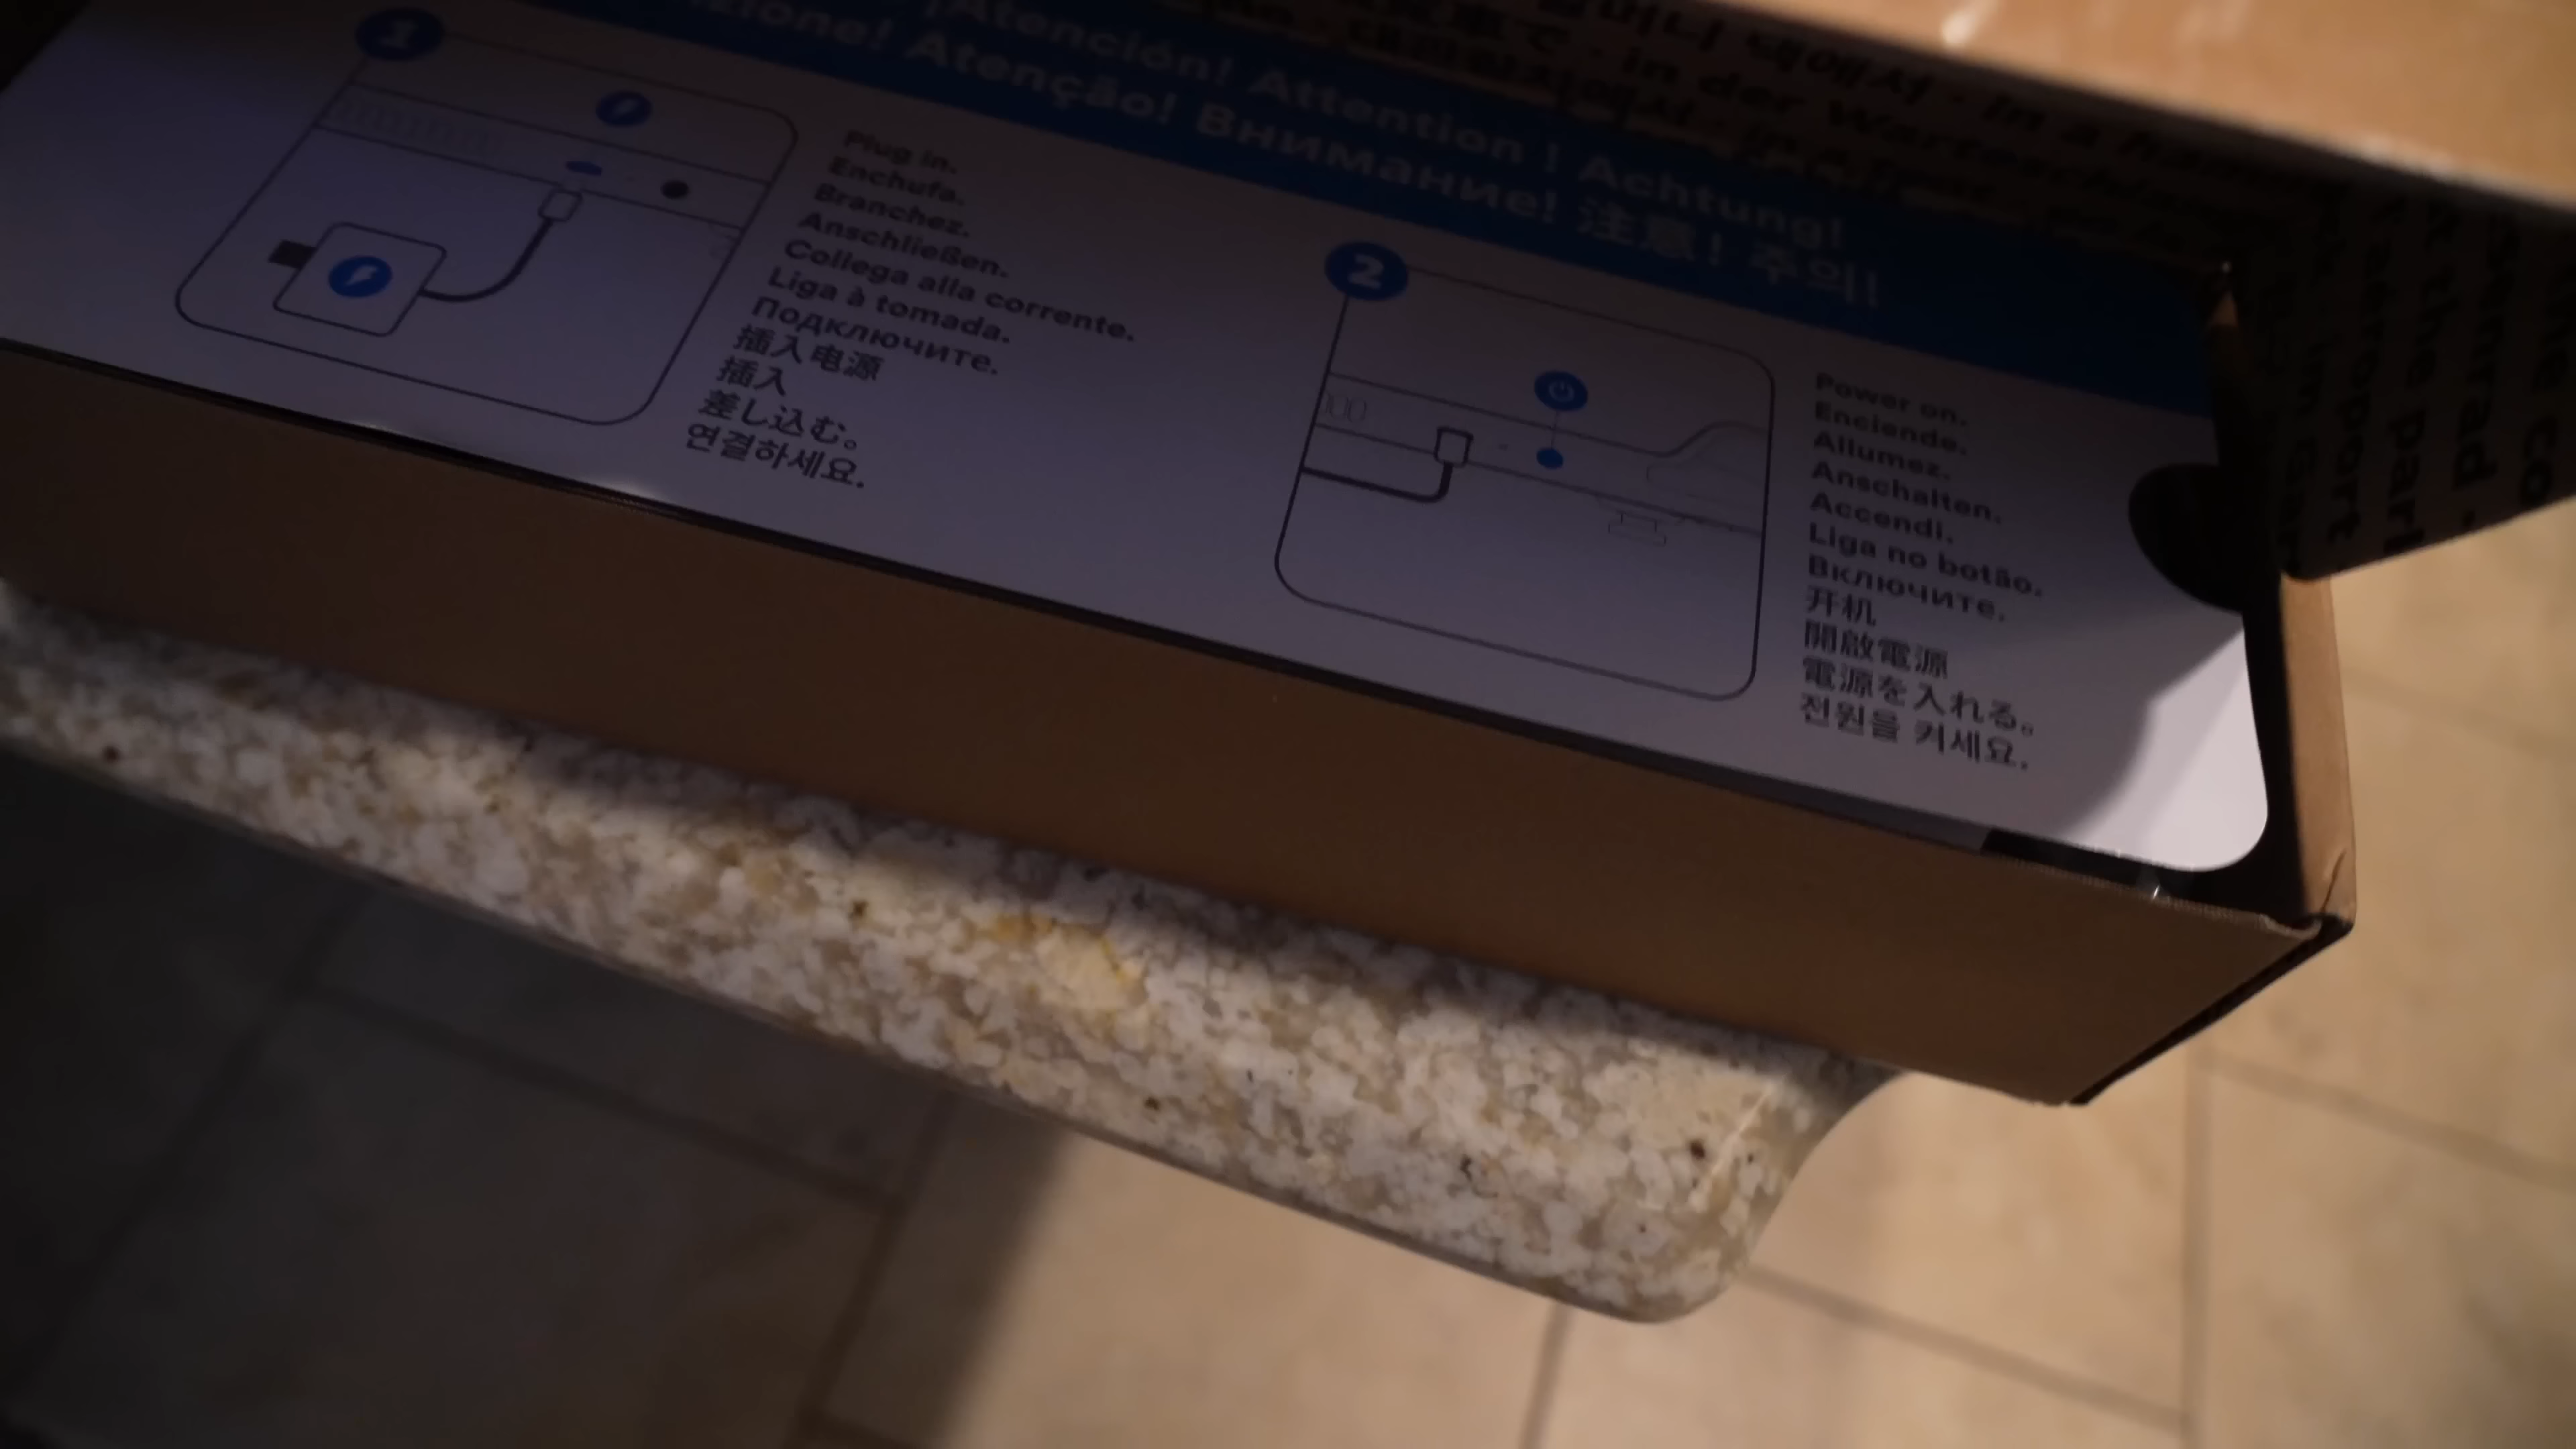 ¡Atención! Attention ! Achtung!
Atenção! Внимание! 注意! 주의!
1
Plug in.
Enchufa.
Branchez.
Anschließen.
Collega alla corrente.
Liga à tomada.
Подключите.
插入电源
插入
差し込む。
연결하세요.
2
Power on.
Enciende.
Allumez.
Anschalten.
Accendi.
Liga no botão.
Включите.
开机
開啟電源
電源を入れる。
전원을 켜세요.